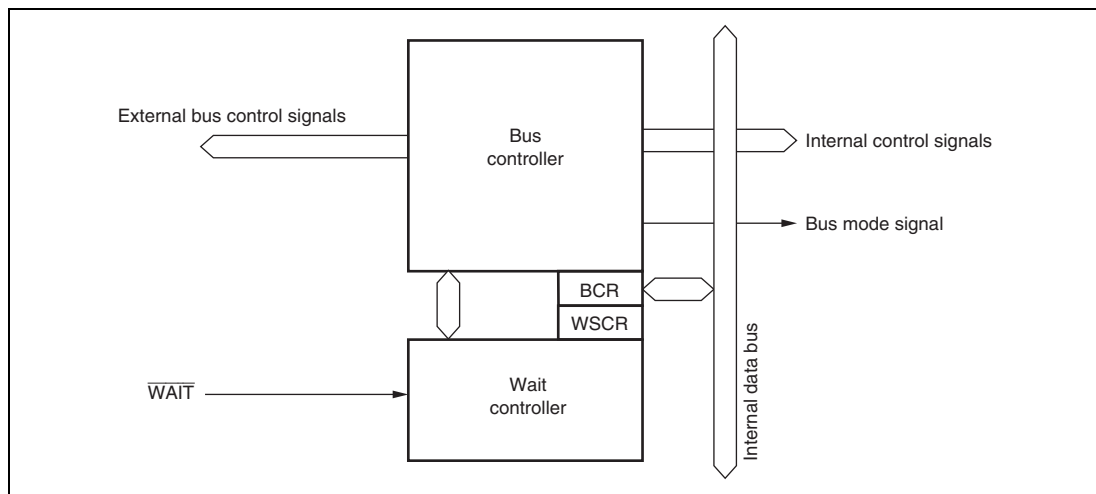 External bus control signals
Bus
controller
Internal control signals
Bus mode signal
BCR
WSCR
W̅A̅I̅T̅
Wait
controller
Internal data bus